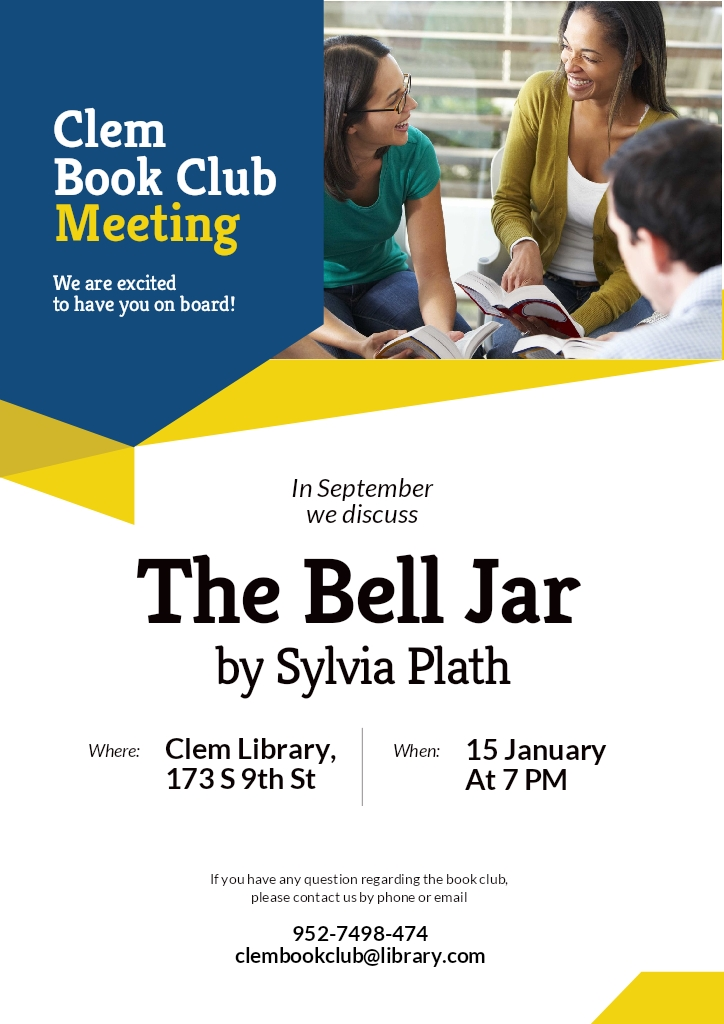 Clem
Book Club
Meeting
We are excited
to have you on board!
In September
we discuss
The Bell Jar
by Sylvia Plath
Where:
Clem Library,
173 S 9th St
When:
15 January
At 7 PM
If you have any question regarding the book club,
please contact us by phone or email
952-7498-474
clembookclub@library.com